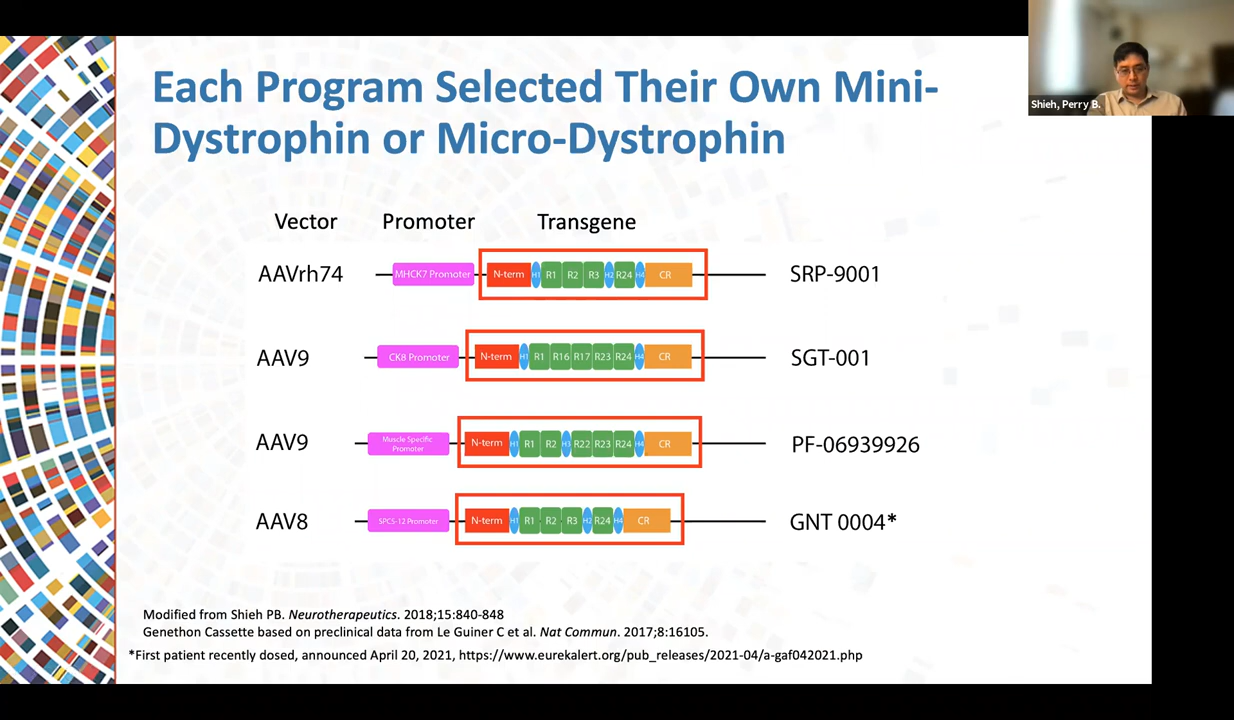 Shieh, Perry B.
Each Program Selected Their Own Mini-
Dystrophin or Micro-Dystrophin
Vector Promoter Transgene
AAVrh74 MHCK7 Promoter N-term H1 R1 R2 R3 H2 R24 H4 CR SRP-9001
AAV9 CK8 Promoter N-term H1 R1 R16 R17 R23 R24 H4 CR SGT-001
AAV9 Muscle Specific Promoter N-term H1 R1 R2 H3 R22 R23 R24 H4 CR PF-06939926
AAV8 SPC5-12 Promoter N-term H1 R1 R2 R3 H2 R24 H4 CR GNT 0004*
Modified from Shieh PB. Neurotherapeutics. 2018;15:840-848
Genethon Cassette based on preclinical data from Le Guiner C et al. Nat Commun. 2017;8:16105.
*First patient recently dosed, announced April 20, 2021, https://www.eurekalert.org/pub_releases/2021-04/a-gaf042021.php